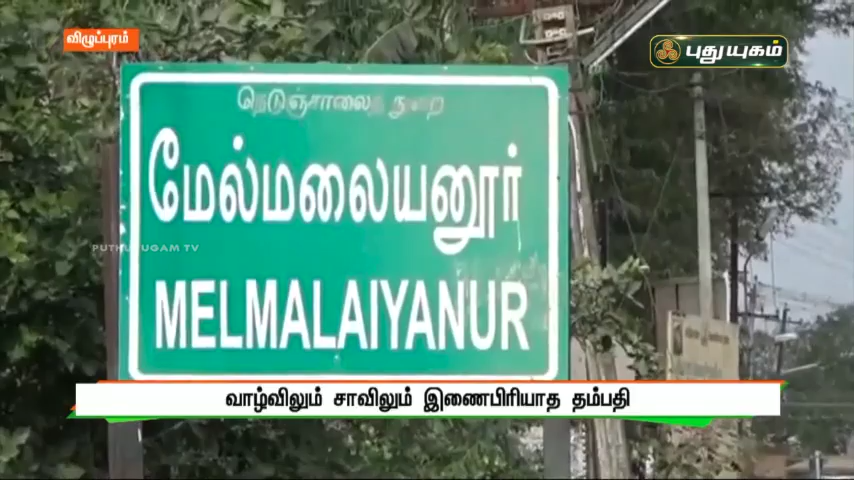 விழுப்புரம்
புதுயுகம்
நெடுஞ்சாலைத் துறை
மேல்மலையனூர்
PUTHUYUGAM TV
MELMALAIYANUR
வாழ்விலும் சாவிலும் இணைபிரியாத தம்பதி